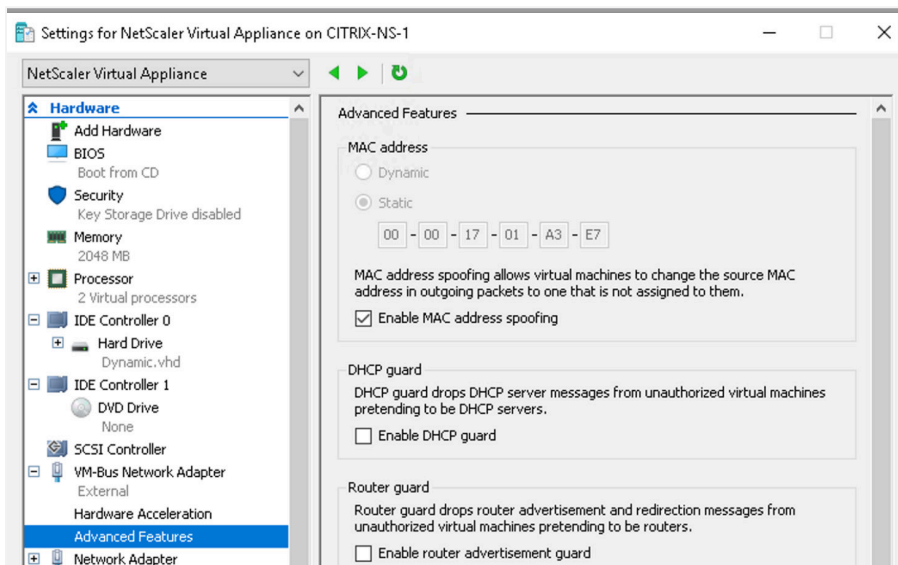 Settings for NetScaler Virtual Appliance on CITRIX-NS-1
NetScaler Virtual Appliance
Hardware
Add Hardware
BIOS
Boot from CD
Security
Key Storage Drive disabled
Memory
2048 MB
Processor
2 Virtual processors
IDE Controller 0
Hard Drive
Dynamic.vhd
IDE Controller 1
DVD Drive
None
SCSI Controller
VM-Bus Network Adapter
External
Hardware Acceleration
Advanced Features
Network Adapter
Advanced Features
MAC address
Dynamic
Static
00 - 00 - 17 - 01 - A3 - E7
MAC address spoofing allows virtual machines to change the source MAC
address in outgoing packets to one that is not assigned to them.
Enable MAC address spoofing
DHCP guard
DHCP guard drops DHCP server messages from unauthorized virtual machines
pretending to be DHCP servers.
Enable DHCP guard
Router guard
Router guard drops router advertisement and redirection messages from
unauthorized virtual machines pretending to be routers.
Enable router advertisement guard